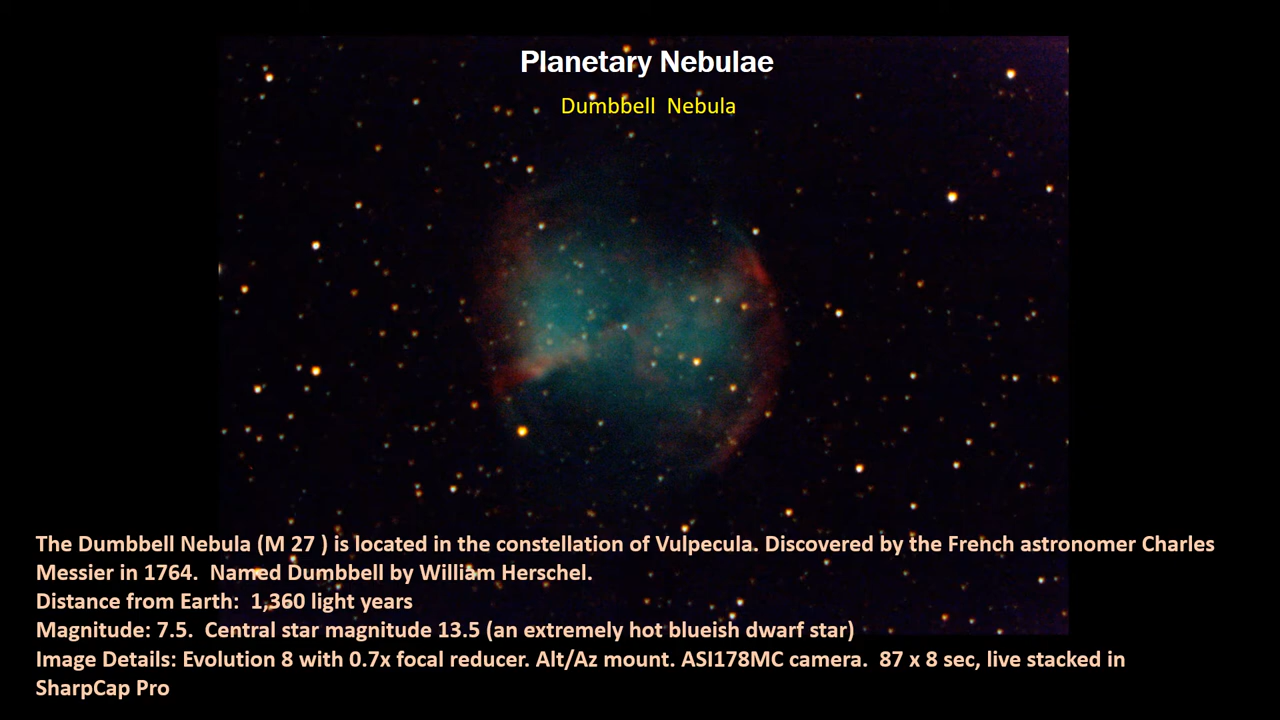 Planetary Nebulae
Dumbbell  Nebula
The Dumbbell Nebula (M 27 ) is located in the constellation of Vulpecula. Discovered by the French astronomer Charles
Messier in 1764.  Named Dumbbell by William Herschel.
Distance from Earth:  1,360 light years
Magnitude: 7.5.  Central star magnitude 13.5 (an extremely hot blueish dwarf star)
Image Details: Evolution 8 with 0.7x focal reducer. Alt/Az mount. ASI178MC camera.  87 x 8 sec, live stacked in
SharpCap Pro